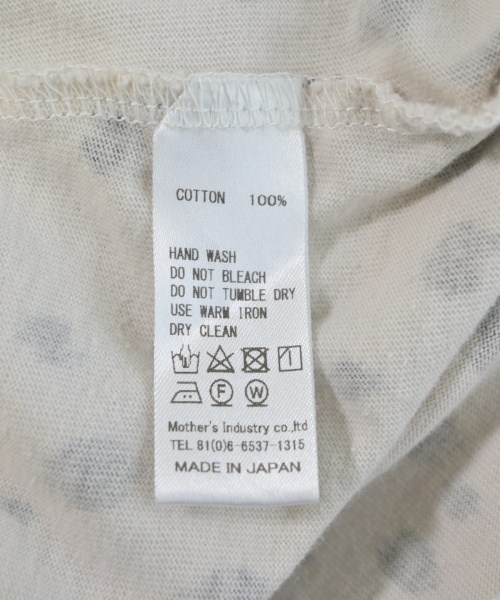 COTTON 100%
HAND WASH
DO NOT BLEACH
DO NOT TUMBLE DRY
USE WARM IRON
DRY CLEAN
F W
Mother's Industry co.,ltd
TEL 81(0)6-6537-1315
MADE IN JAPAN